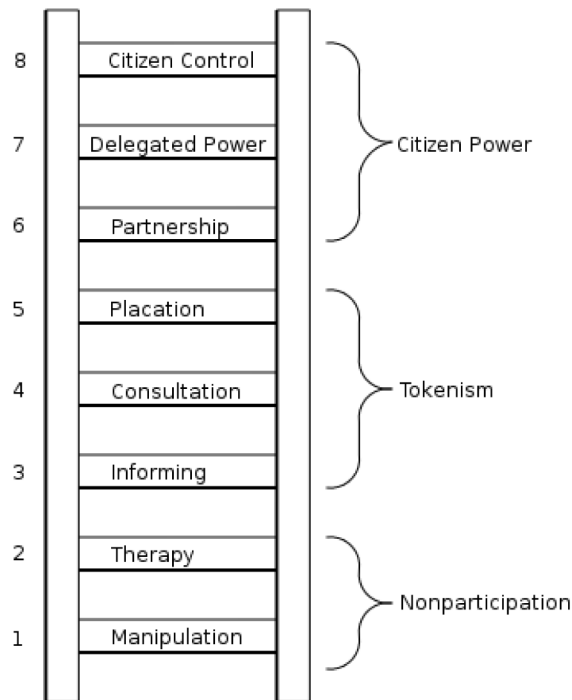 8 Citizen Control
7 Delegated Power Citizen Power
6 Partnership
5 Placation
4 Consultation Tokenism
3 Informing
2 Therapy
Nonparticipation
1 Manipulation